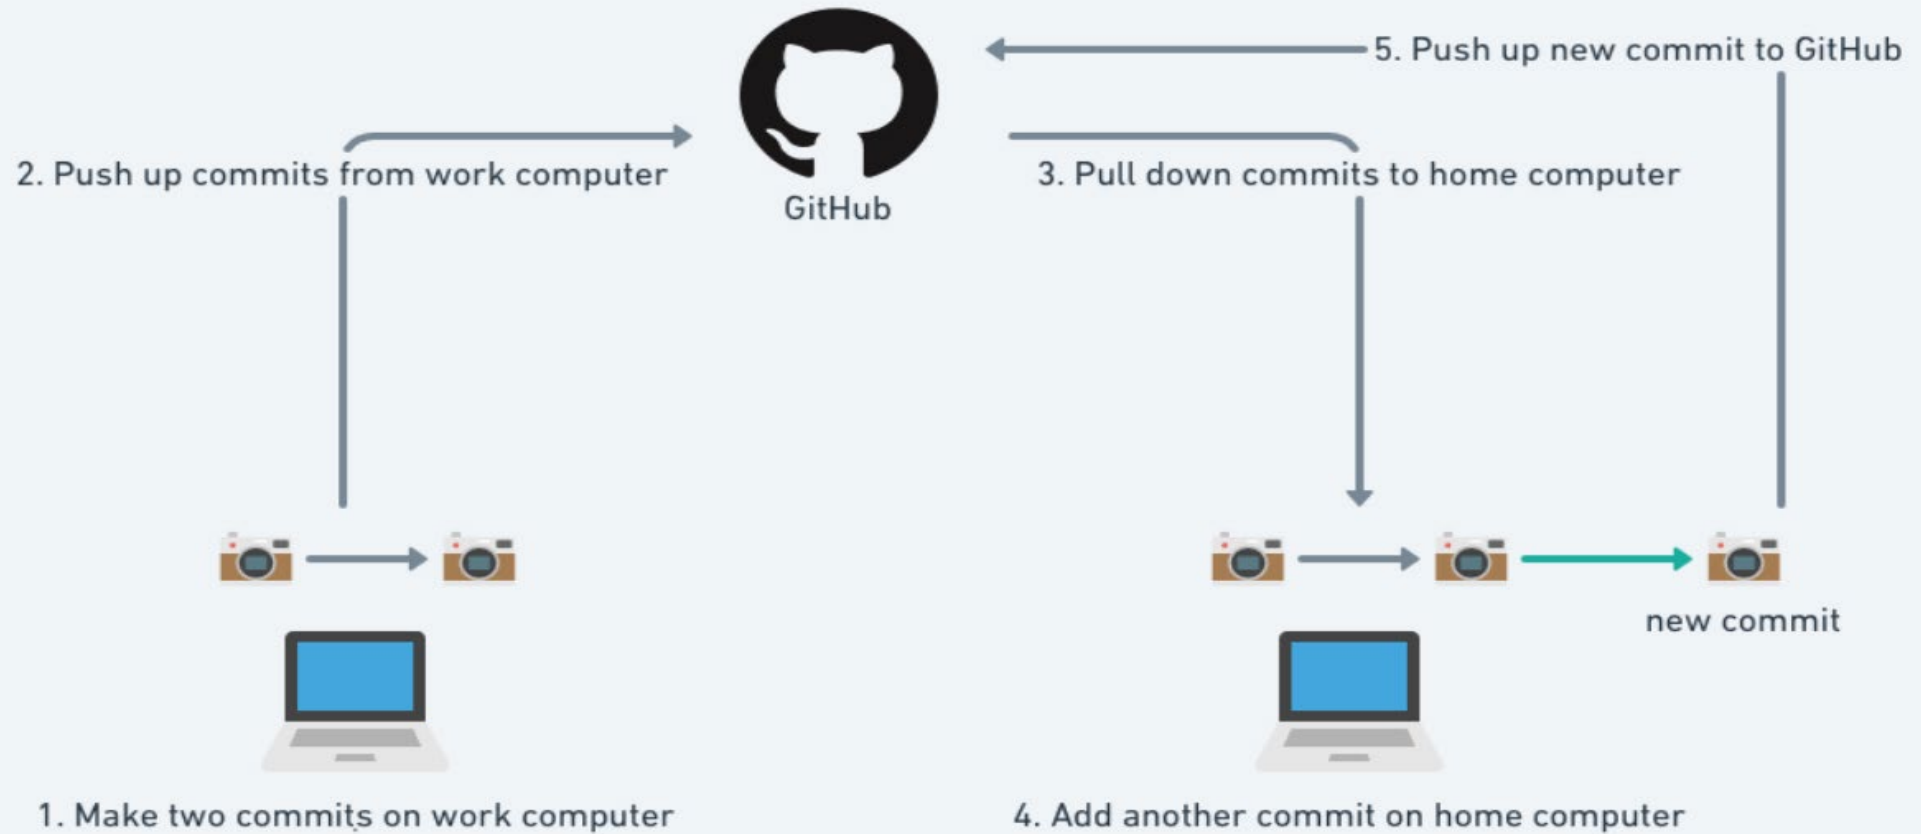 5. Push up new commit to GitHub
2. Push up commits from work computer
3. Pull down commits to home computer
GitHub
new commit
1. Make two commits on work computer
4. Add another commit on home computer